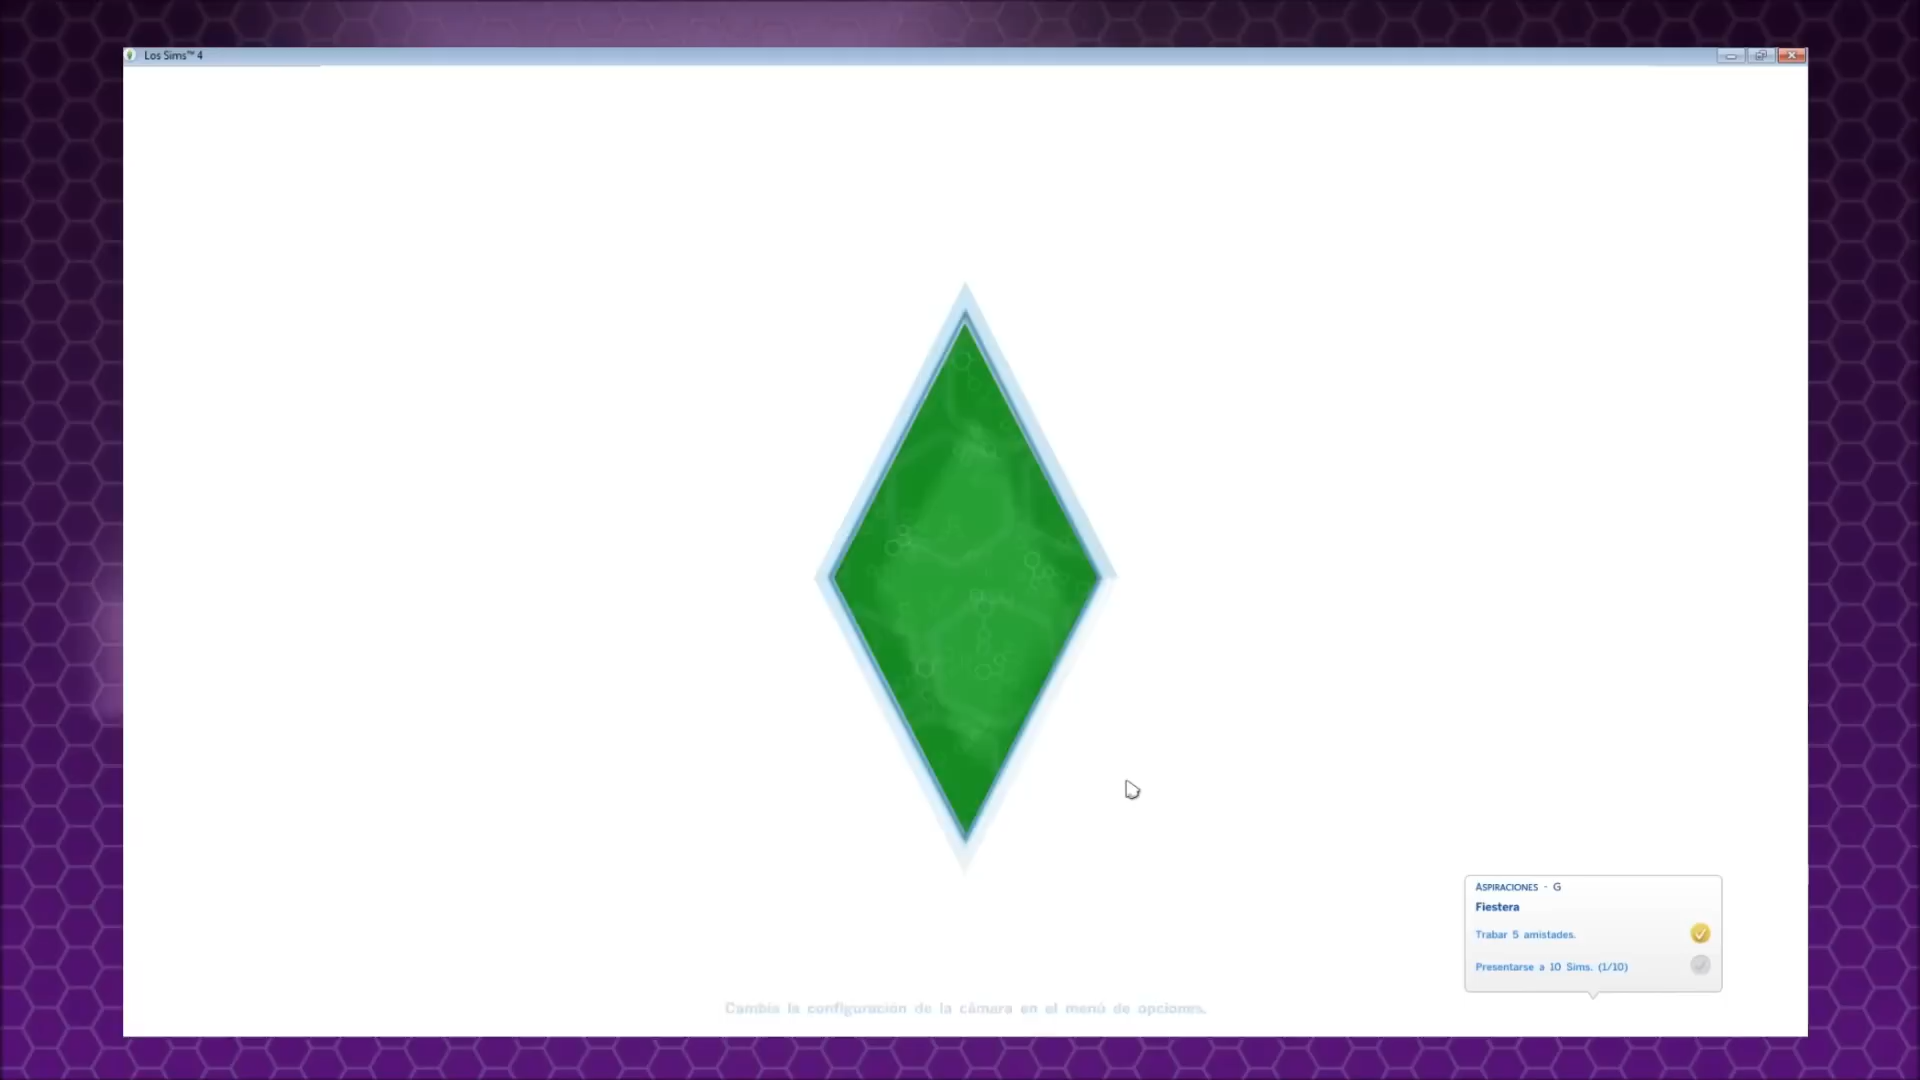 Los Sims™ 4
ASPIRACIONES - G
Fiestera
Trabar 5 amistades.
Presentarse a 10 Sims. (1/10)
Cambia la configuración de la cámara en el menú de opciones.